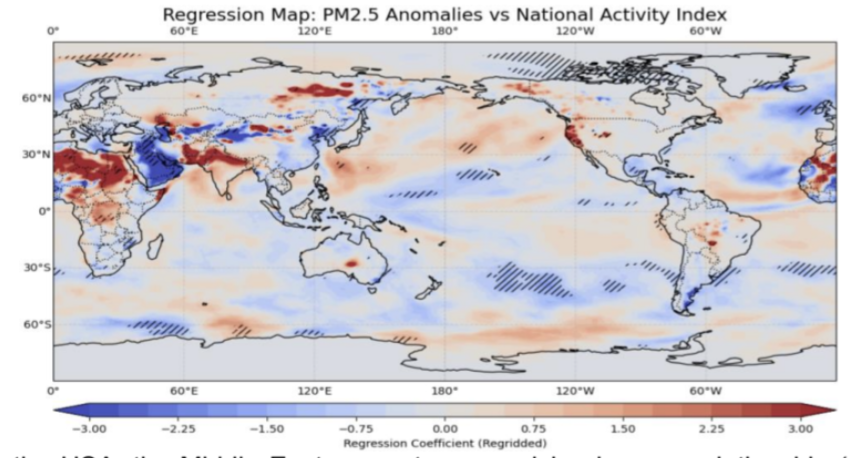 Regression Map: PM2.5 Anomalies vs National Activity Index
0° 60°E 120°E 180° 120°W 60°W
60°N
30°N
0°
30°S
60°S
0° 60°E 120°E 180° 120°W 60°W
−3.00 −2.25 −1.50 −0.75 0.00 0.75 1.50 2.25 3.00
Regression Coefficient (Regridded)